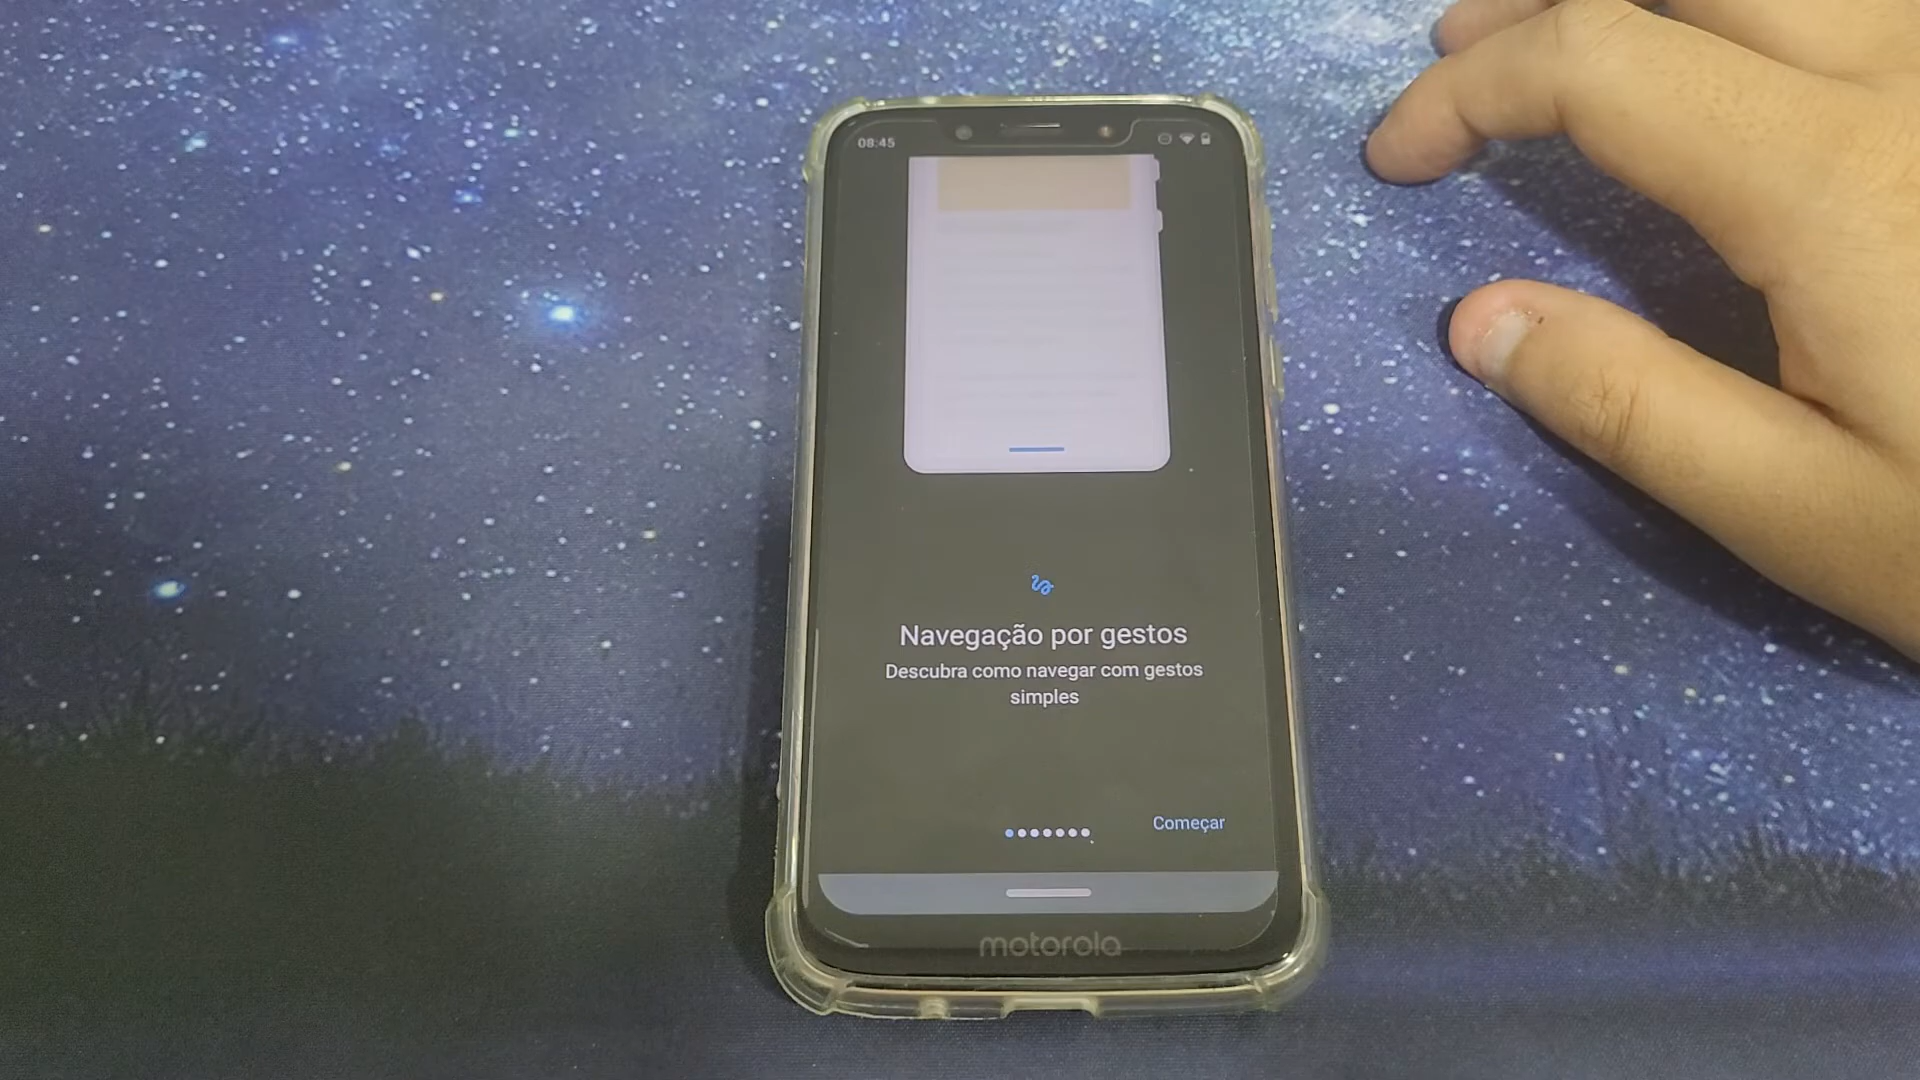 08:45
Navegação por gestos
Descubra como navegar com gestos
simples
Começar
motorola